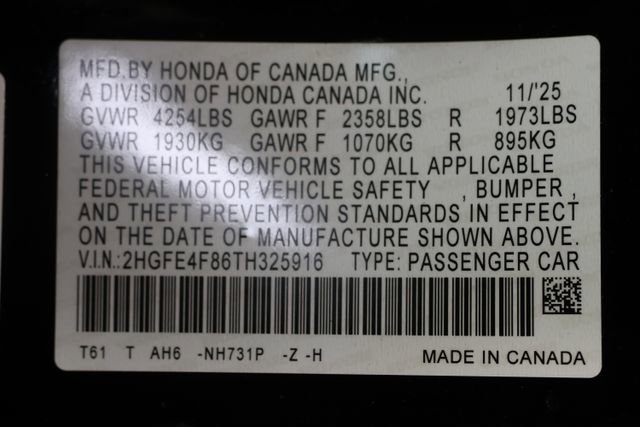 MFD.BY HONDA OF CANADA MFG.,
A DIVISION OF HONDA CANADA INC. 11/'25
GVWR 4254LBS GAWR F 2358LBS R 1973LBS
GVWR 1930KG GAWR F 1070KG R 895KG
THIS VEHICLE CONFORMS TO ALL APPLICABLE
FEDERAL MOTOR VEHICLE SAFETY , BUMPER ,
AND THEFT PREVENTION STANDARDS IN EFFECT
ON THE DATE OF MANUFACTURE SHOWN ABOVE.
V.I.N.:2HGFE4F86TH325916 TYPE: PASSENGER CAR
T61 T AH6 -NH731P -Z -H MADE IN CANADA